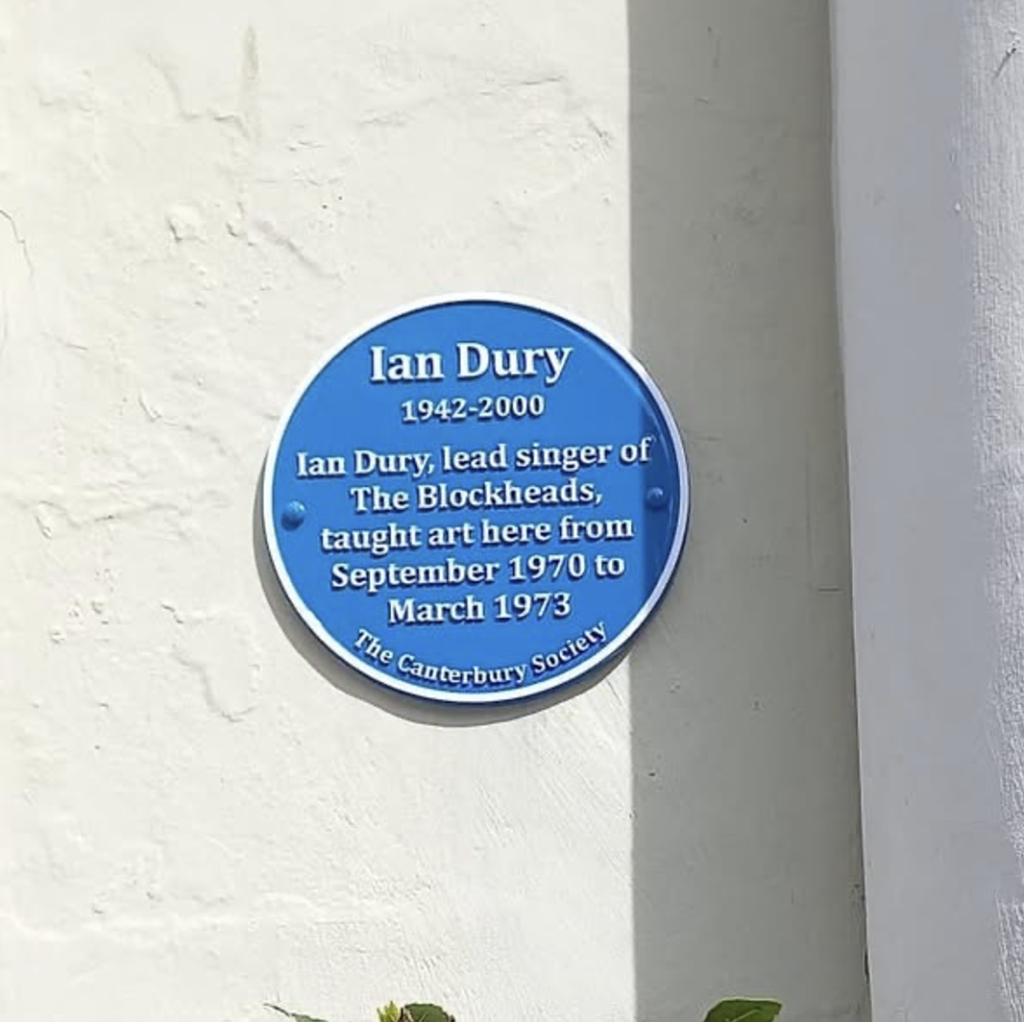 Ian Dury
1942-2000
Ian Dury, lead singer of
The Blockheads,
taught art here from
September 1970 to
March 1973
The Canterbury Society